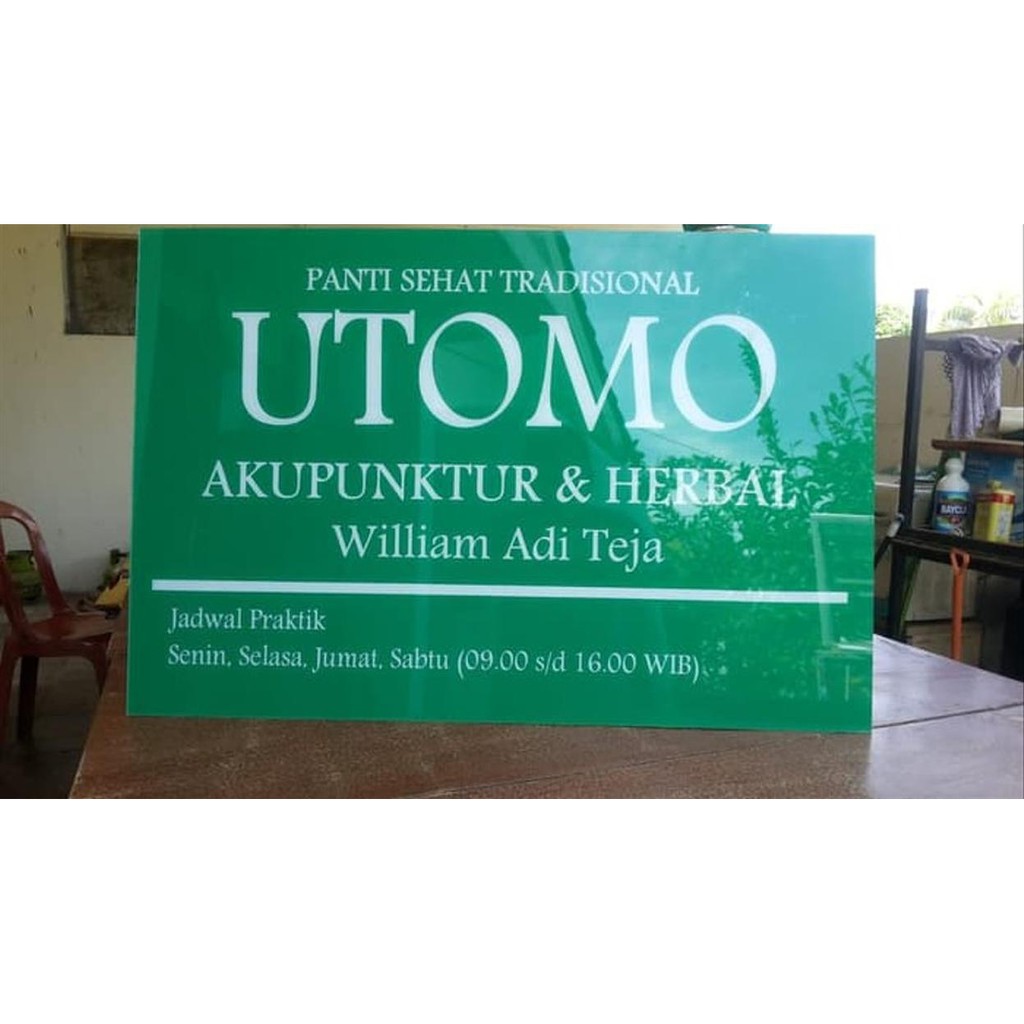 PANTI SEHAT TRADISIONAL
UTOMO
AKUPUNKTUR & HERBAL
William Adi Teja
Jadwal Praktik
Senin, Selasa, Jumat, Sabtu (09.00 s/d 16.00 WIB)
BAYCLIN